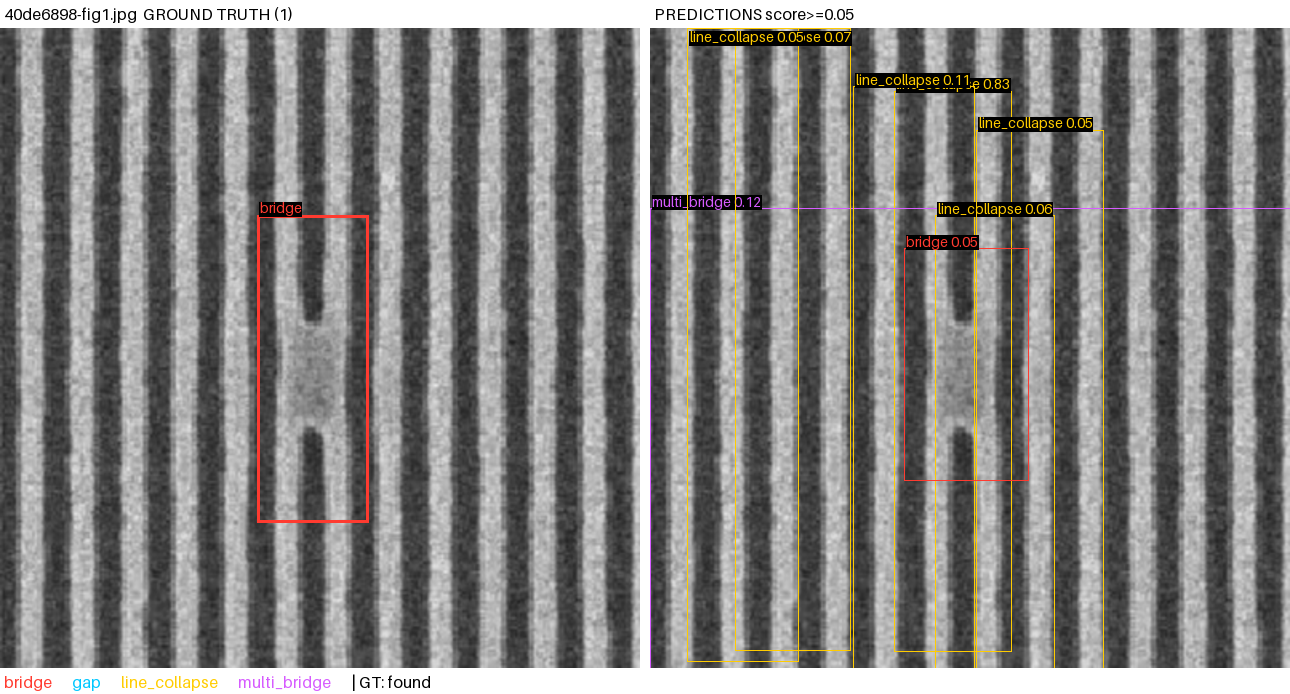 40de6898-fig1.jpg GROUND TRUTH (1)
PREDICTIONS score>=0.05
bridge
line_collapse 0.05
se 0.07
line_collapse 0.11
0.83
line_collapse 0.05
multi_bridge 0.12
line_collapse 0.06
bridge 0.05
bridge gap line_collapse multi_bridge | GT: found